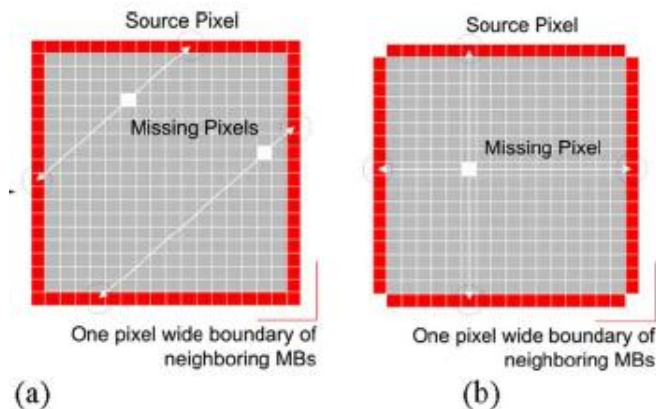 Source Pixel
Missing Pixels
One pixel wide boundary of
neighboring MBs
(a)
Source Pixel
Missing Pixel
One pixel wide boundary of
neighboring MBs
(b)